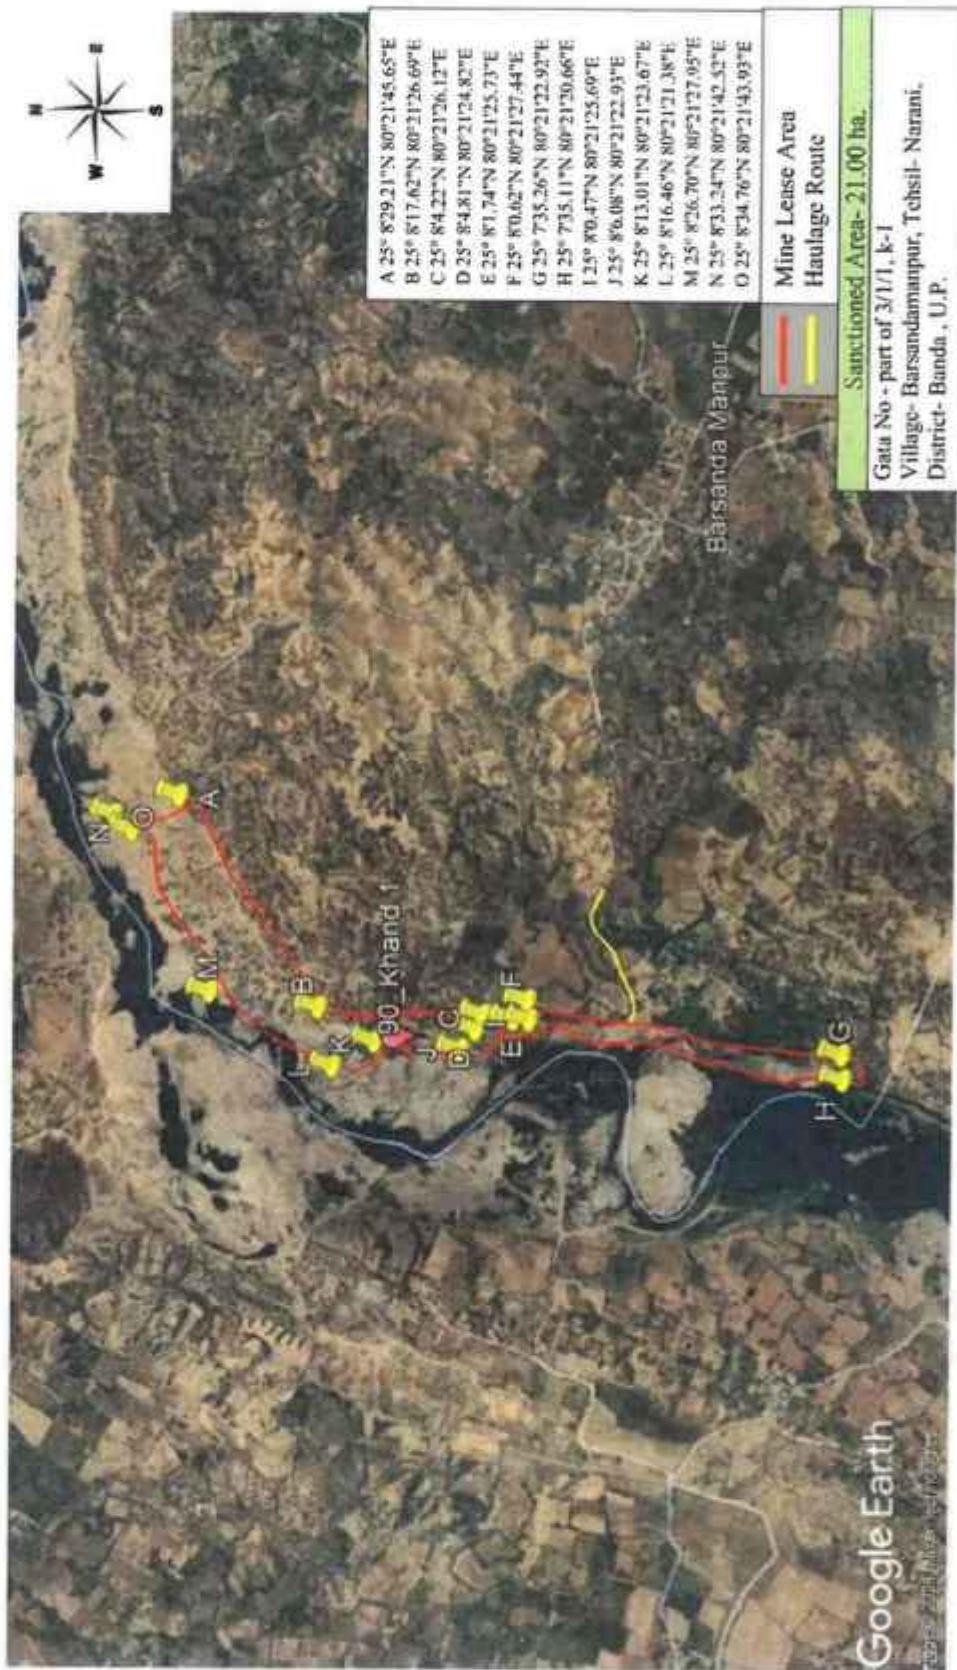 N
E
S
W
A 25° 8'29.21"N 80°21'45.65"E
B 25° 8'17.62"N 80°21'26.69"E
C 25° 8'4.22"N 80°21'26.12"E
D 25° 8'4.81"N 80°21'24.82"E
E 25° 8'1.74"N 80°21'25.73"E
F 25° 8'0.62"N 80°21'27.44"E
G 25° 7'35.26"N 80°21'22.92"E
H 25° 7'35.11"N 80°21'20.66"E
I 25° 8'0.47"N 80°21'25.69"E
J 25° 8'6.08"N 80°21'22.93"E
K 25° 8'13.01"N 80°21'23.67"E
L 25° 8'16.46"N 80°21'21.38"E
M 25° 8'26.70"N 80°21'27.95"E
N 25° 8'33.24"N 80°21'42.52"E
O 25° 8'34.76"N 80°21'43.93"E
Mine Lease Area
Haulage Route
Sanctioned Area- 21.00 ha.
Gata No - part of 3/1/1, k-1
Village- Barsandamanpur, Tehsil- Narani,
District- Banda , U.P.
N
O
A
M
B
L
K
90_Khand 1
J
D
C
I
E
F
G
H
Barsanda Manpur
Google Earth